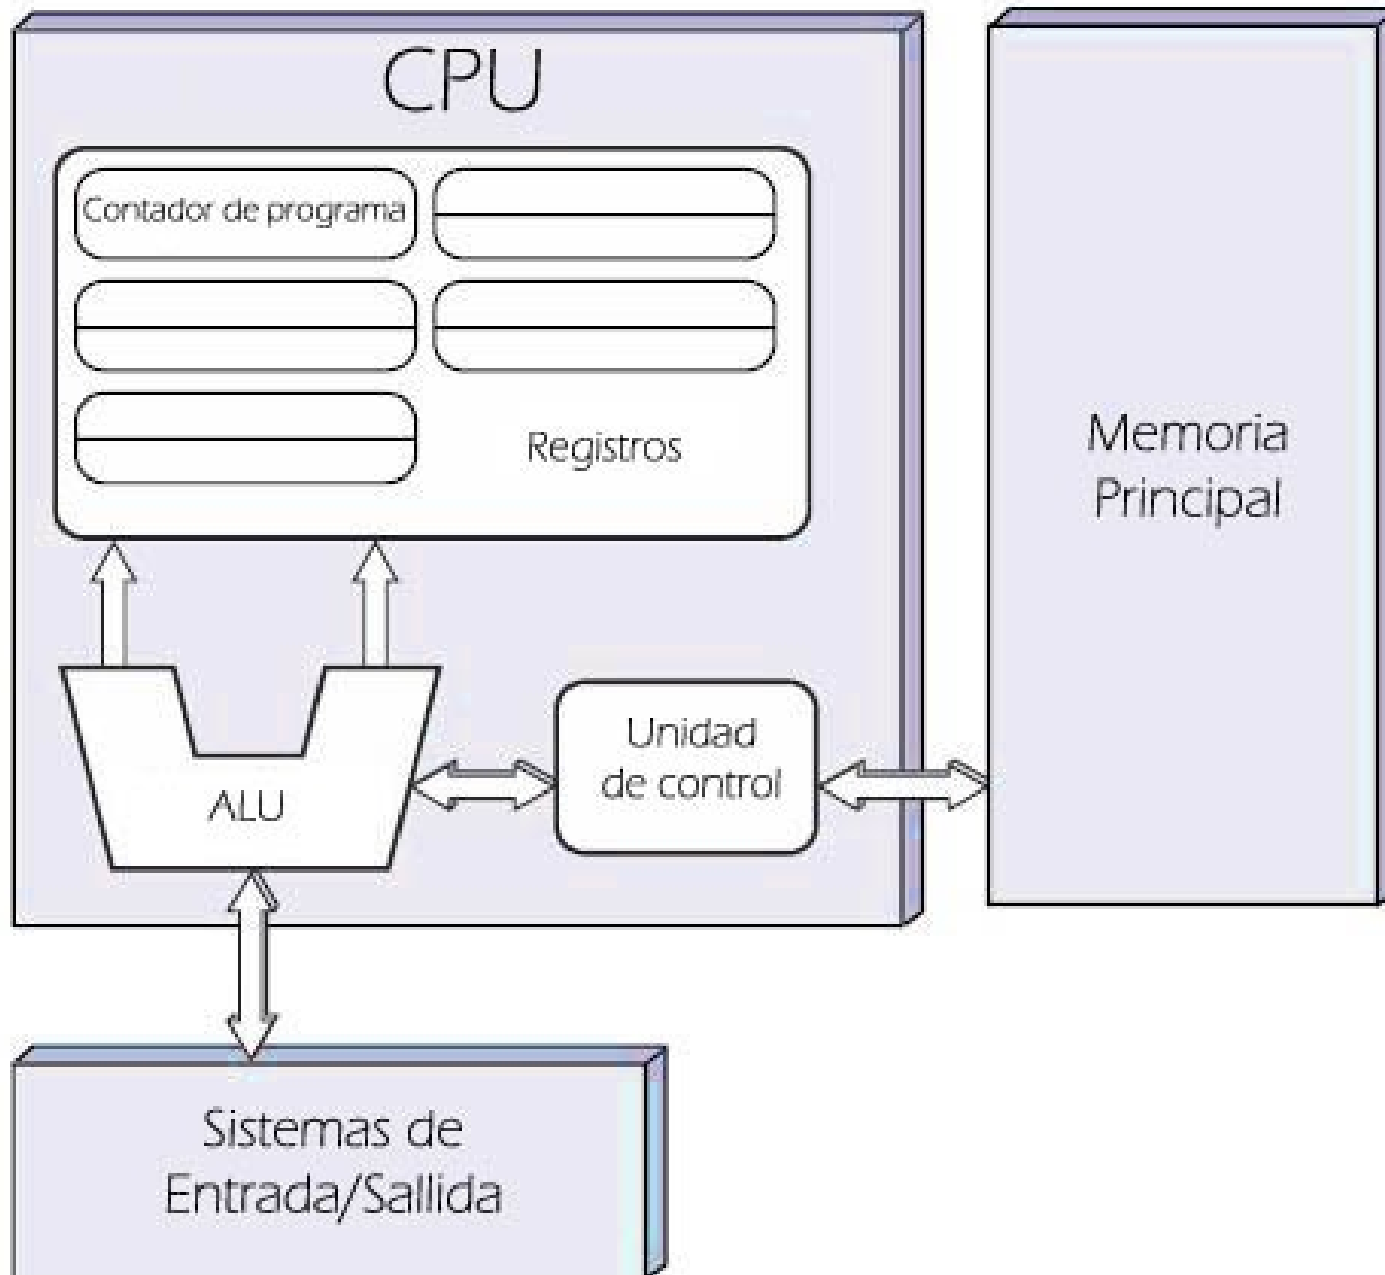 CPU
Contador de programa
Registros
Memoria
Principal
Unidad
de control
ALU
Sistemas de
Entrada/Sallida